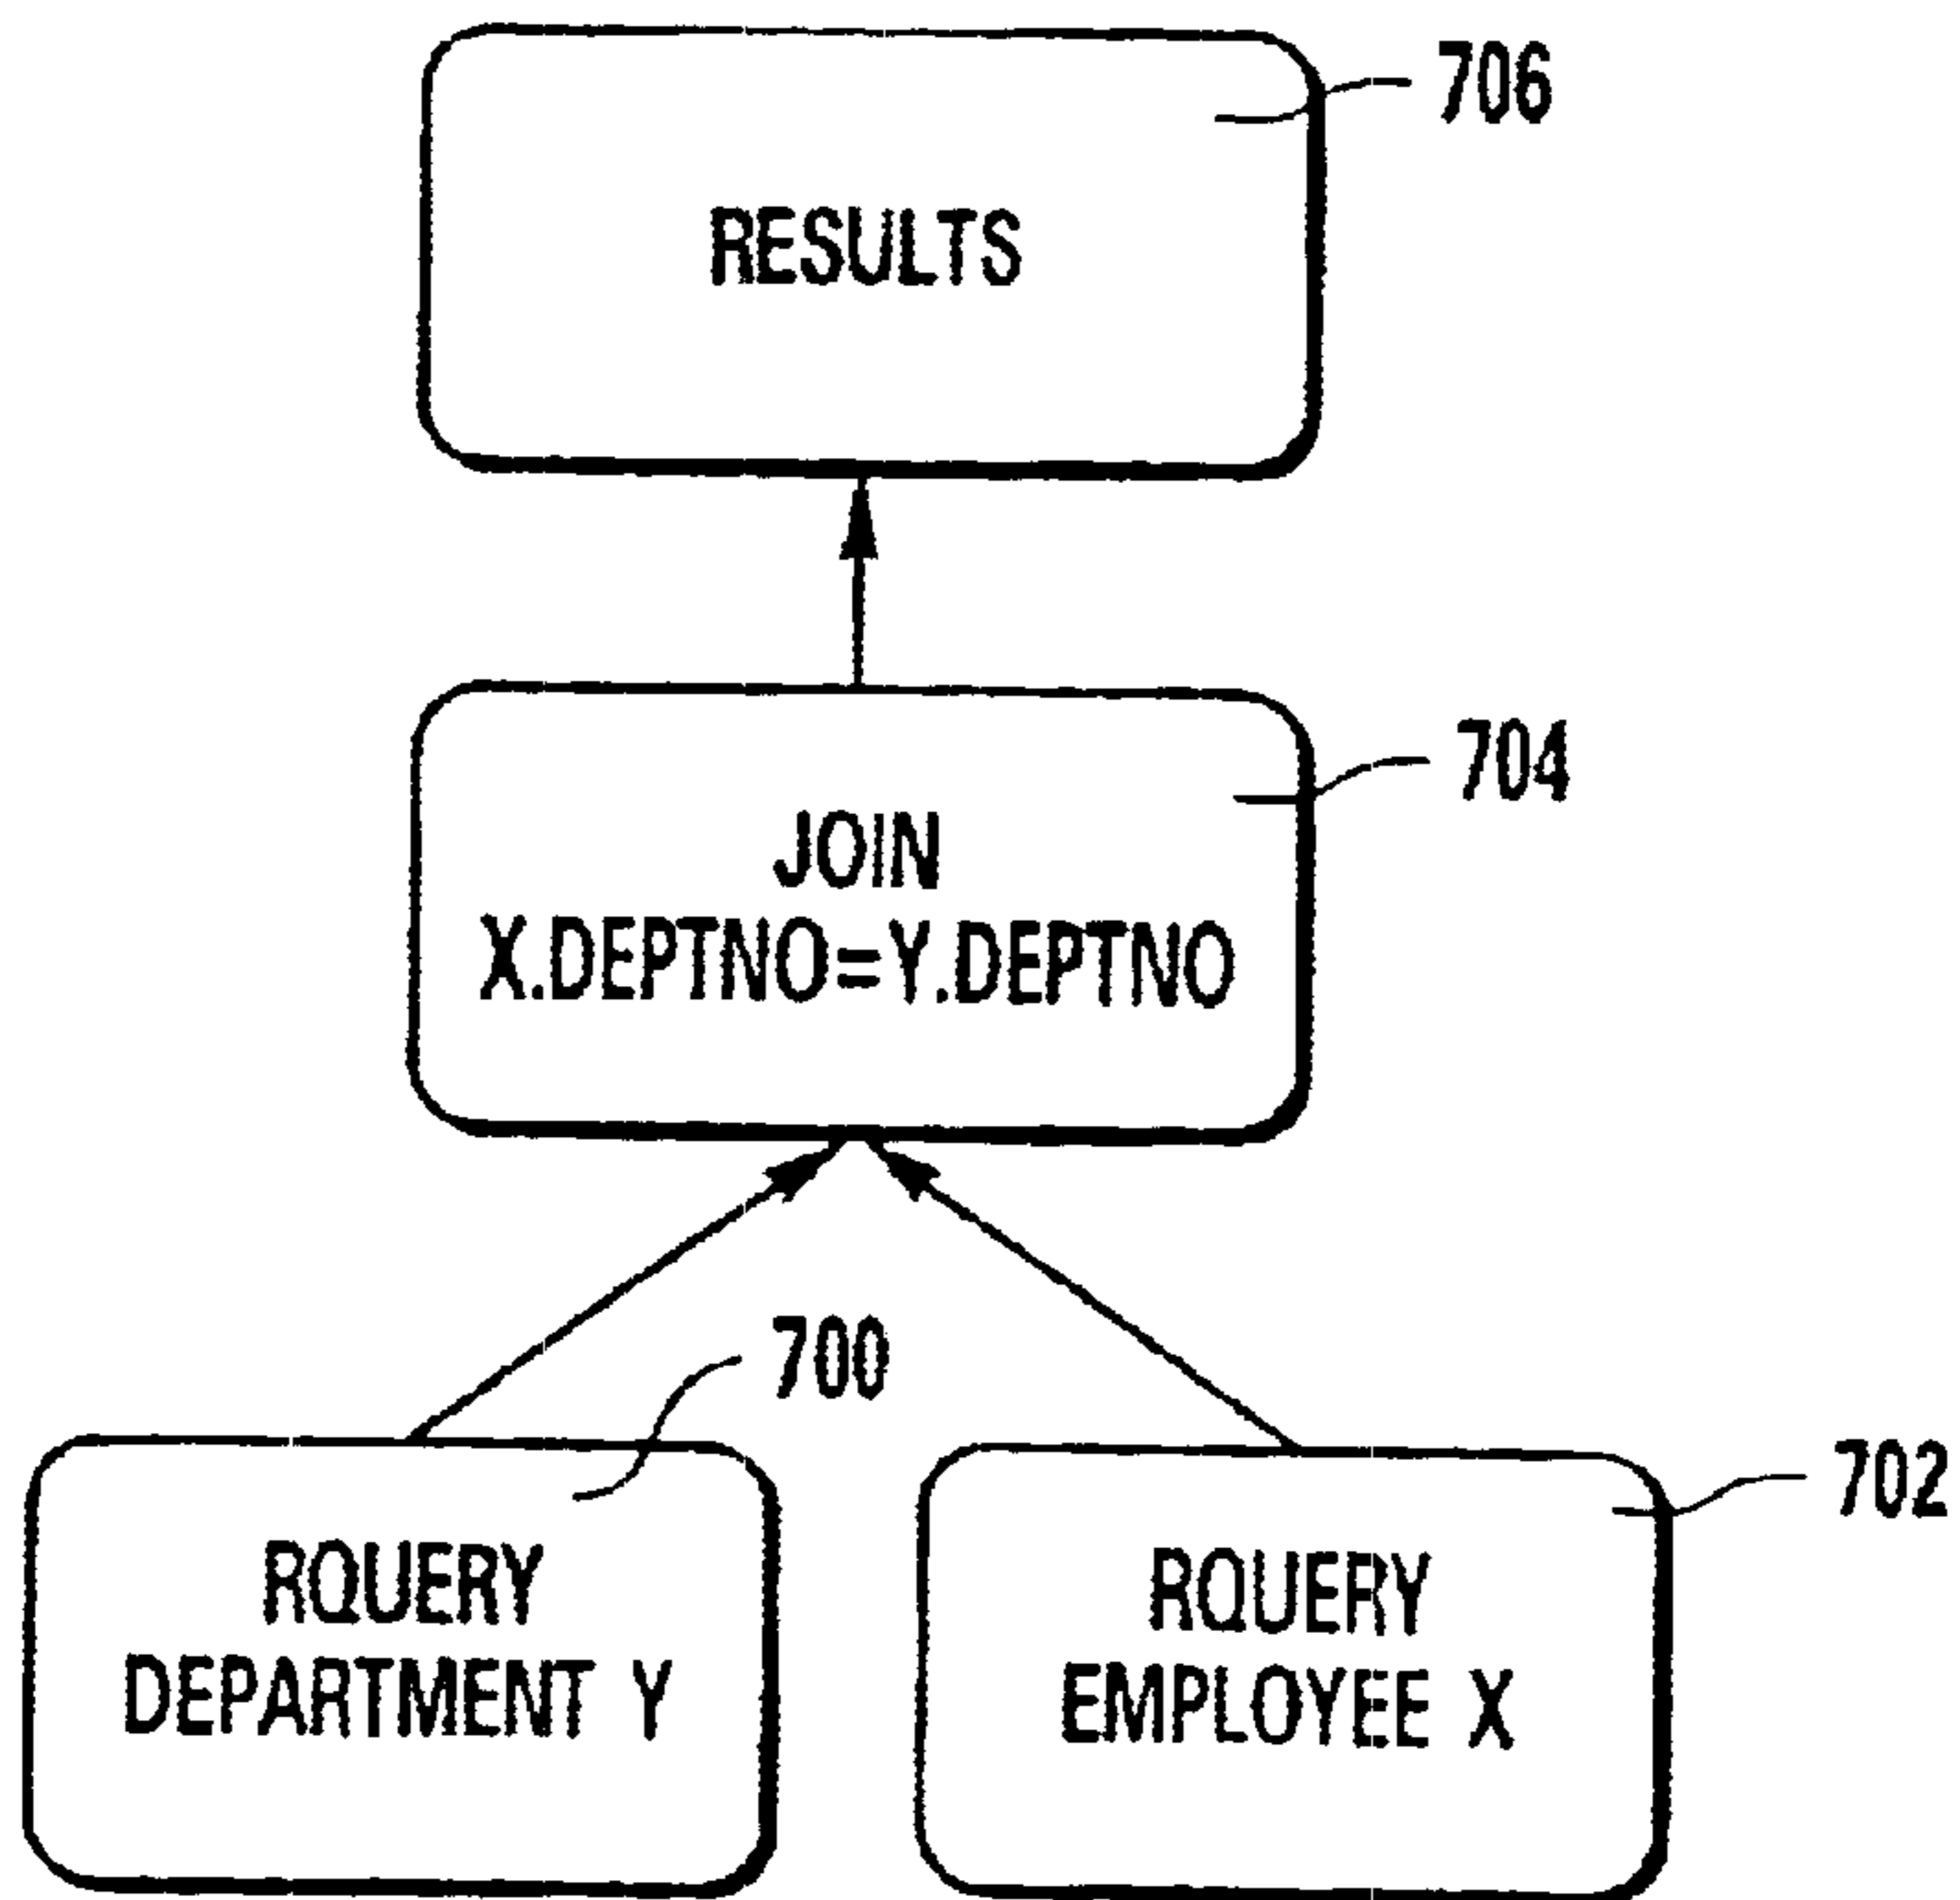 706
RESULTS
704
JOIN
X.DEPTNO=Y.DEPTNO
700
RQUERY
DEPARTMENT Y
702
RQUERY
EMPLOYEE X